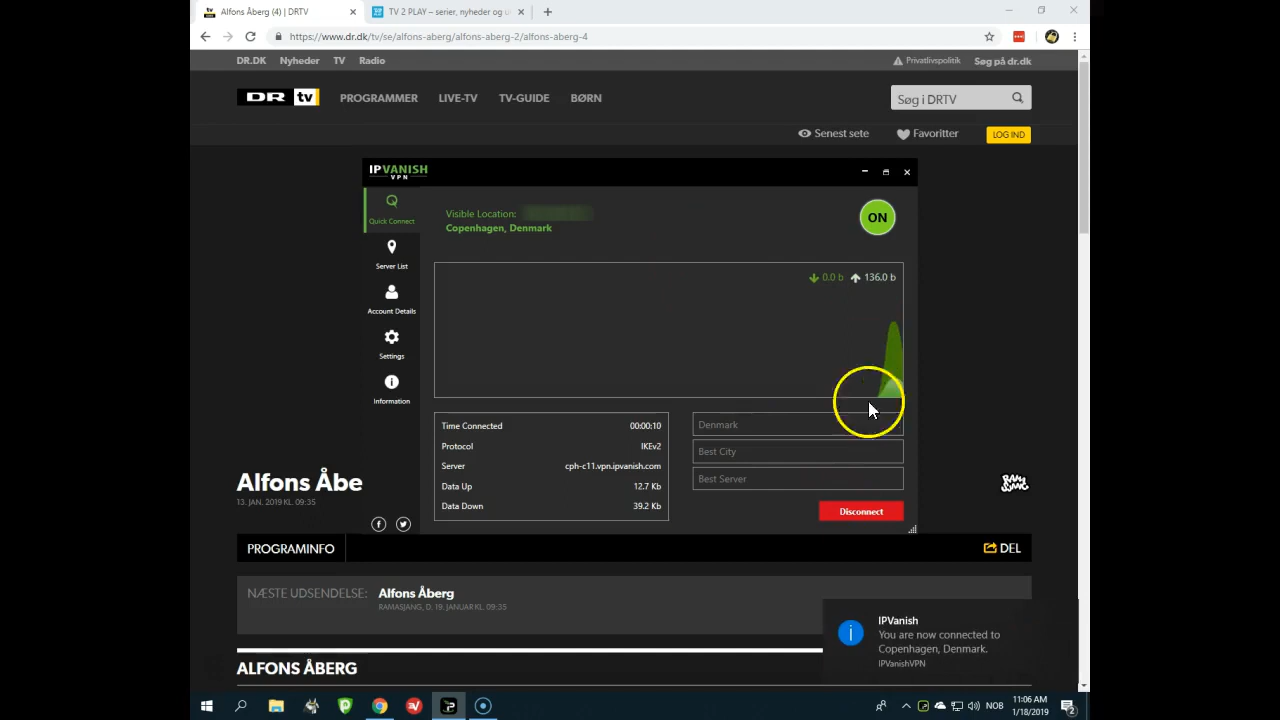 Alfons Åberg (4) | DRTV
TV 2 PLAY – serier, nyheder og
https://www.dr.dk/tv/se/alfons-aberg/alfons-aberg-2/alfons-aberg-4
DR.DK Nyheder TV Radio Privatlivspolitik Søg på dr.dk
DR tv PROGRAMMER LIVE-TV TV-GUIDE BØRN Søg i DRTV
Senest sete Favoritter LOG IND
IPVANISH
VPN
Quick Connect
Server List
Account Details
Settings
Information
Visible Location:
Copenhagen, Denmark
ON
0.0 b 136.0 b
Time Connected 00:00:10
Protocol IKEv2
Server cph-c11.vpn.ipvanish.com
Data Up 12.7 Kb
Data Down 39.2 Kb
Denmark
Best City
Best Server
Disconnect
Alfons Åbe
13. JAN. 2019 KL. 09:35
PROGRAMINFO DEL
NÆSTE UDSENDELSE: Alfons Åberg
RAMASJANG, D. 19. JANUAR KL. 09:35
ALFONS ÅBERG
IPVanish
You are now connected to
Copenhagen, Denmark.
IPVanishVPN
NOB 11:06 AM
1/18/2019
2